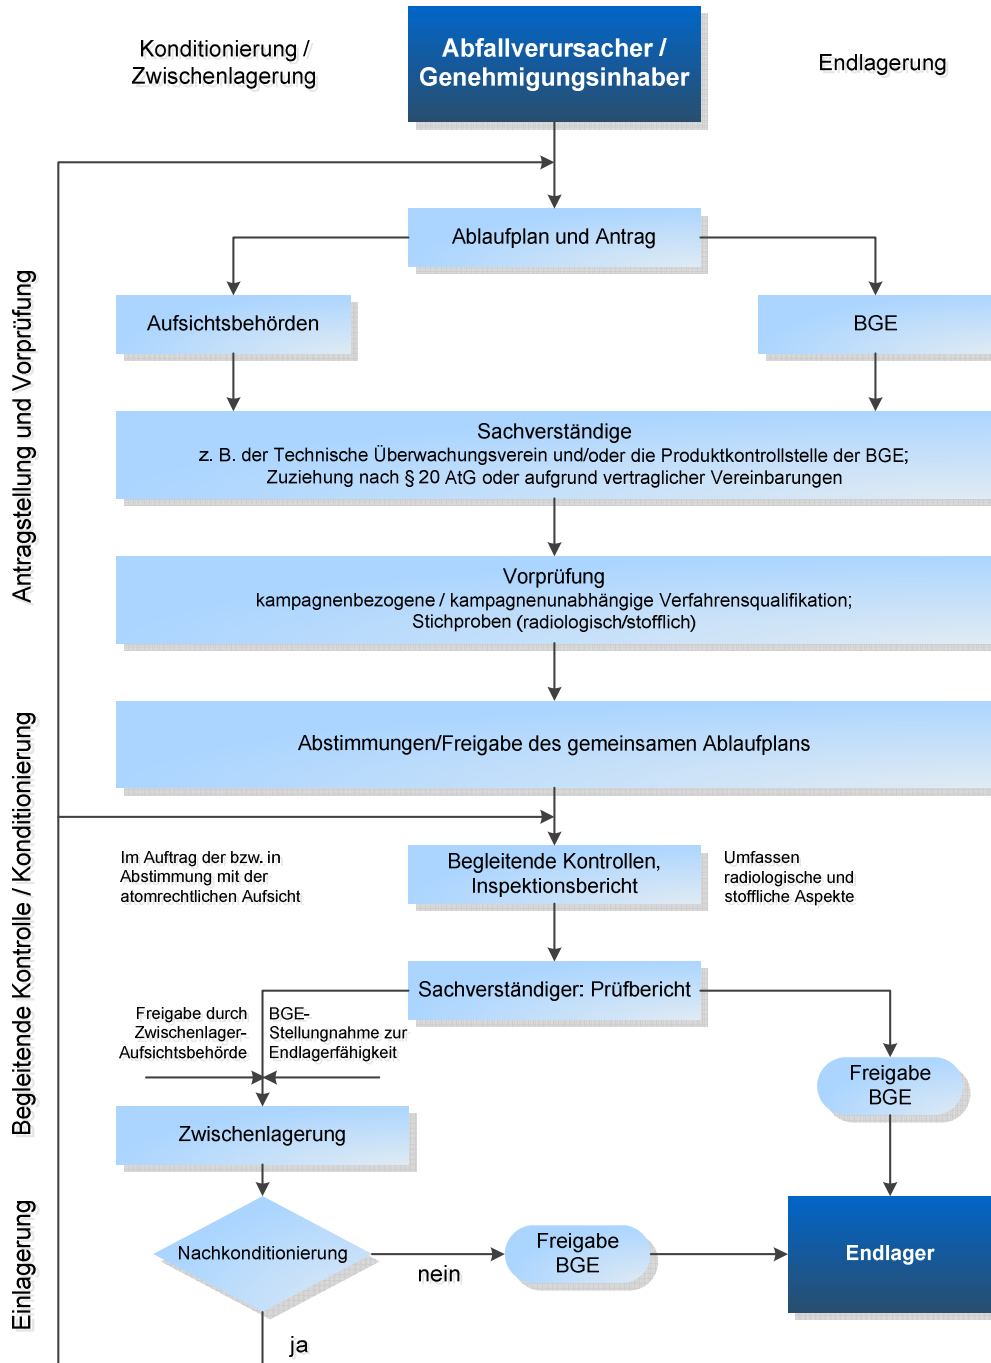 Konditionierung /
Zwischenlagerung
Abfallverursacher /
Genehmigungsinhaber
Endlagerung
Ablaufplan und Antrag
Antragstellung und Vorprüfung
Aufsichtsbehörden
BGE
Sachverständige
z. B. der Technische Überwachungsverein und/oder die Produktkontrollstelle der BGE;
Zuziehung nach § 20 AtG oder aufgrund vertraglicher Vereinbarungen
Vorprüfung
kampagnenbezogene / kampagnenunabhängige Verfahrensqualifikation;
Stichproben (radiologisch/stofflich)
Abstimmungen/Freigabe des gemeinsamen Ablaufplans
Begleitende Kontrolle / Konditionierung
Im Auftrag der bzw. in
Abstimmung mit der
atomrechtlichen Aufsicht
Begleitende Kontrollen,
Inspektionsbericht
Umfassen
radiologische und
stoffliche Aspekte
Sachverständiger: Prüfbericht
Freigabe durch
Zwischenlager-
Aufsichtsbehörde
BGE-
Stellungnahme zur
Endlagerfähigkeit
Freigabe
BGE
Zwischenlagerung
Einlagerung
Nachkonditionierung
nein
Freigabe
BGE
Endlager
ja